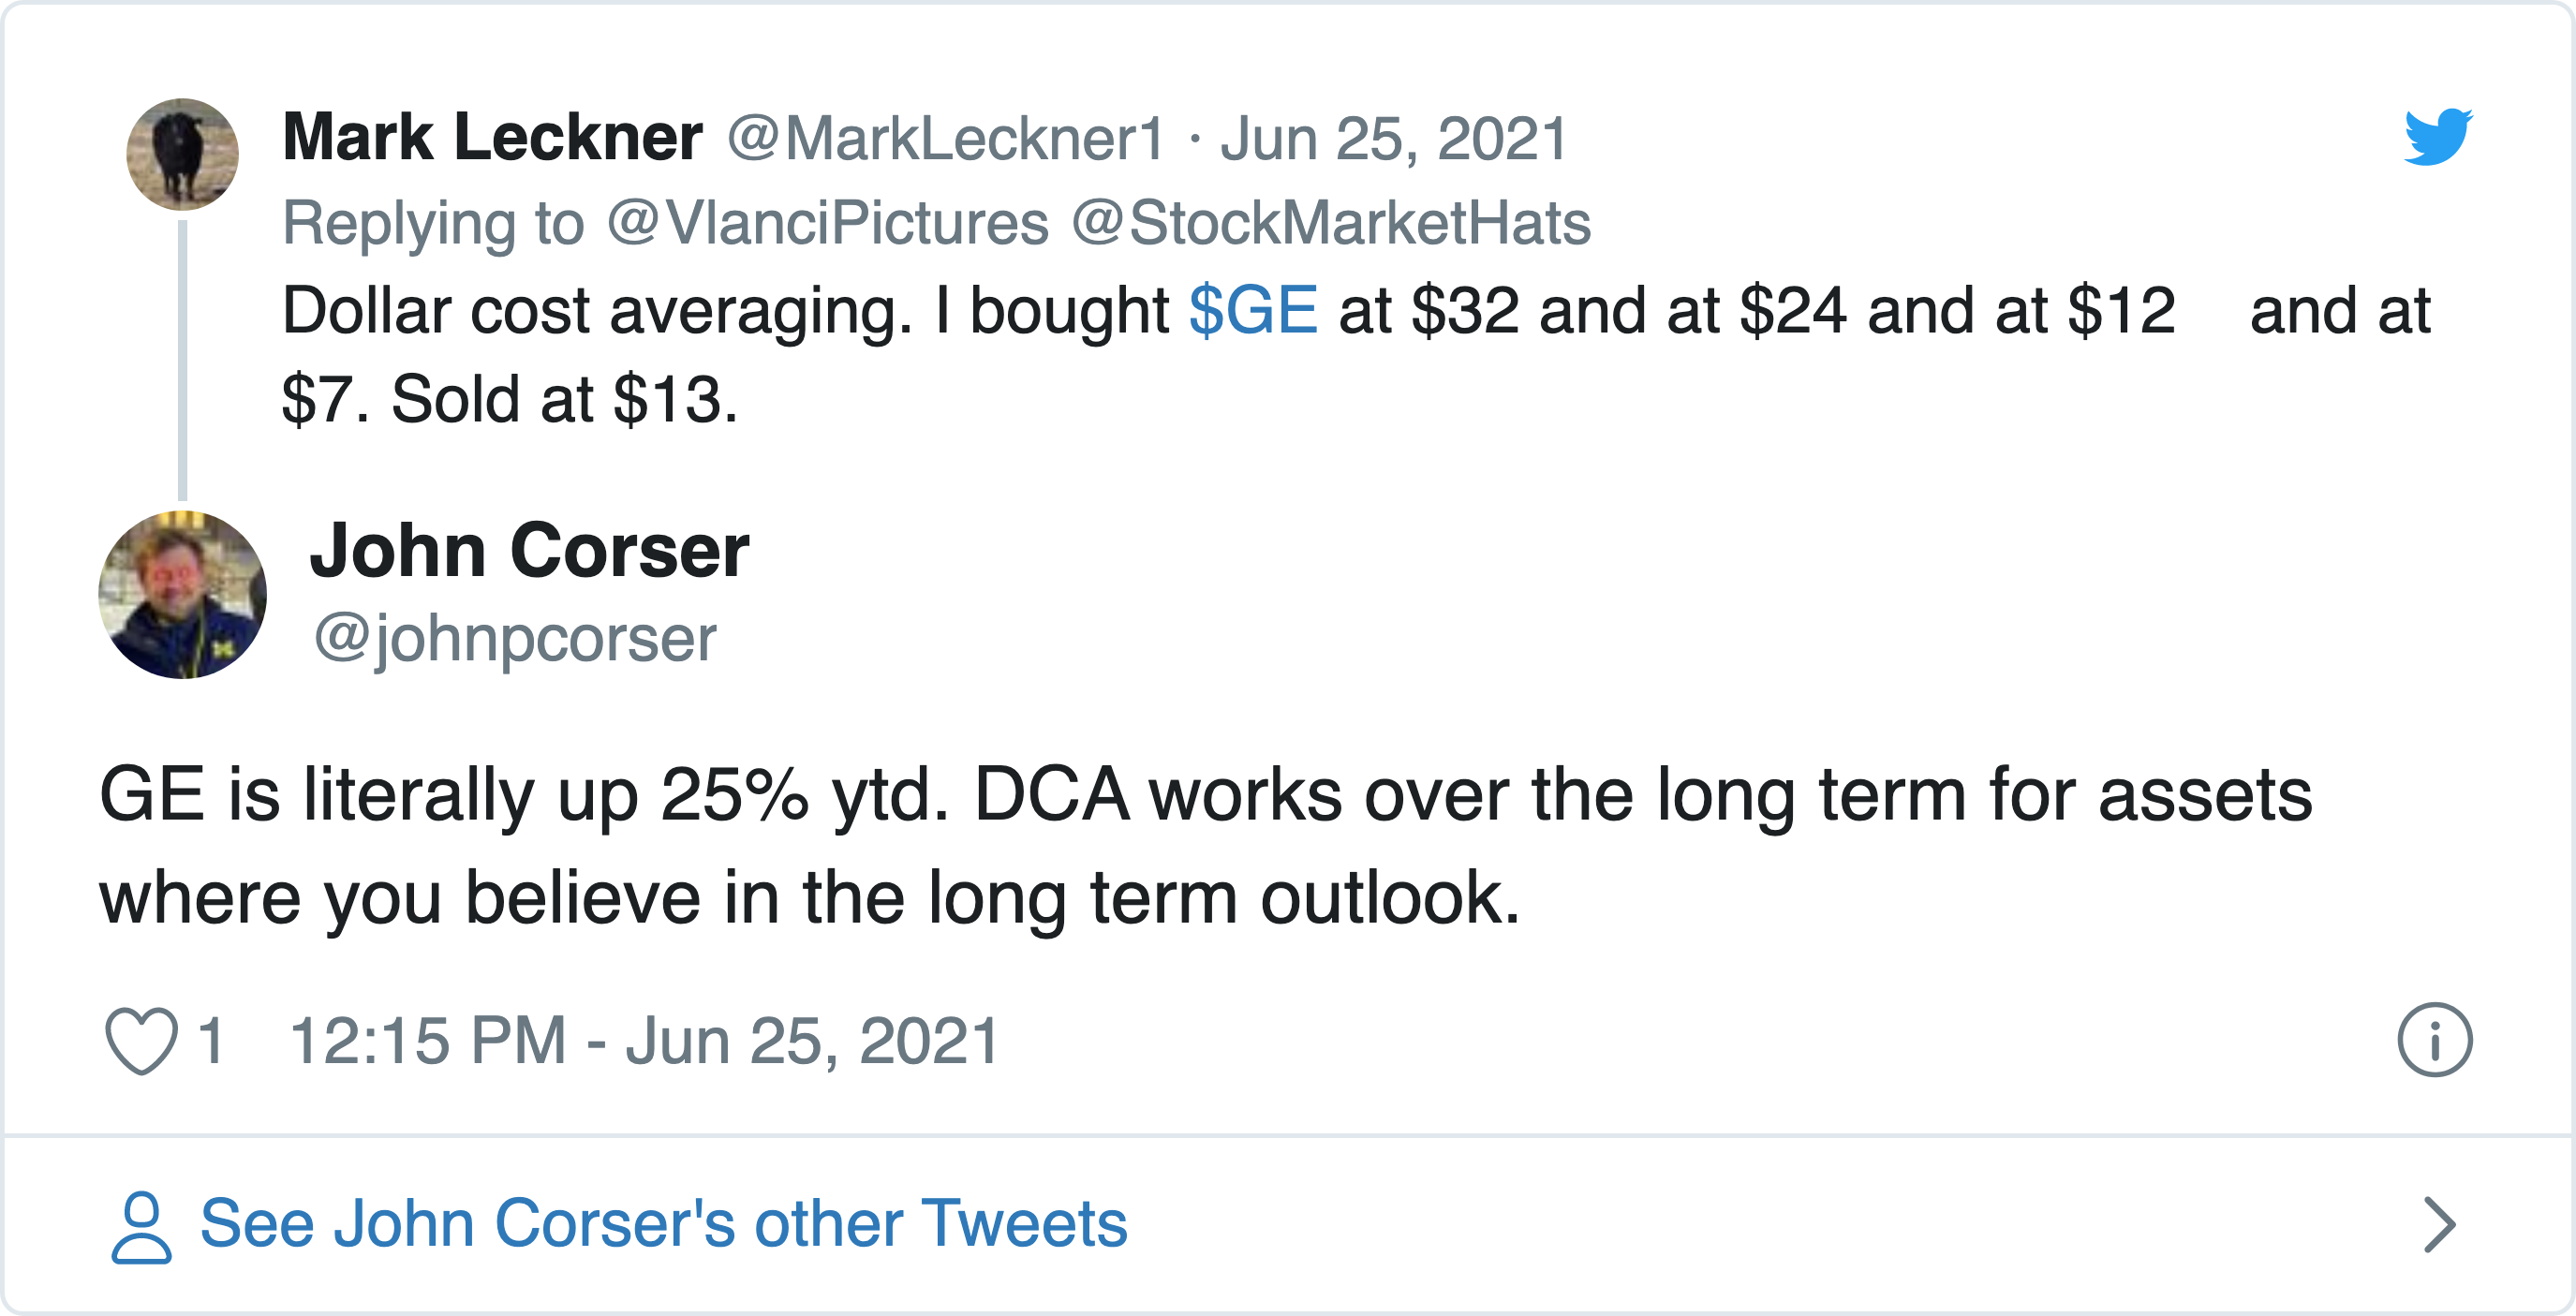 Mark Leckner @MarkLeckner1 · Jun 25, 2021
Replying to @VlanciPictures @StockMarketHats
Dollar cost averaging. I bought $GE at $32 and at $24 and at $12    and at
$7. Sold at $13.
John Corser
@johnpcorser
GE is literally up 25% ytd. DCA works over the long term for assets
where you believe in the long term outlook.
1 12:15 PM - Jun 25, 2021
See John Corser's other Tweets